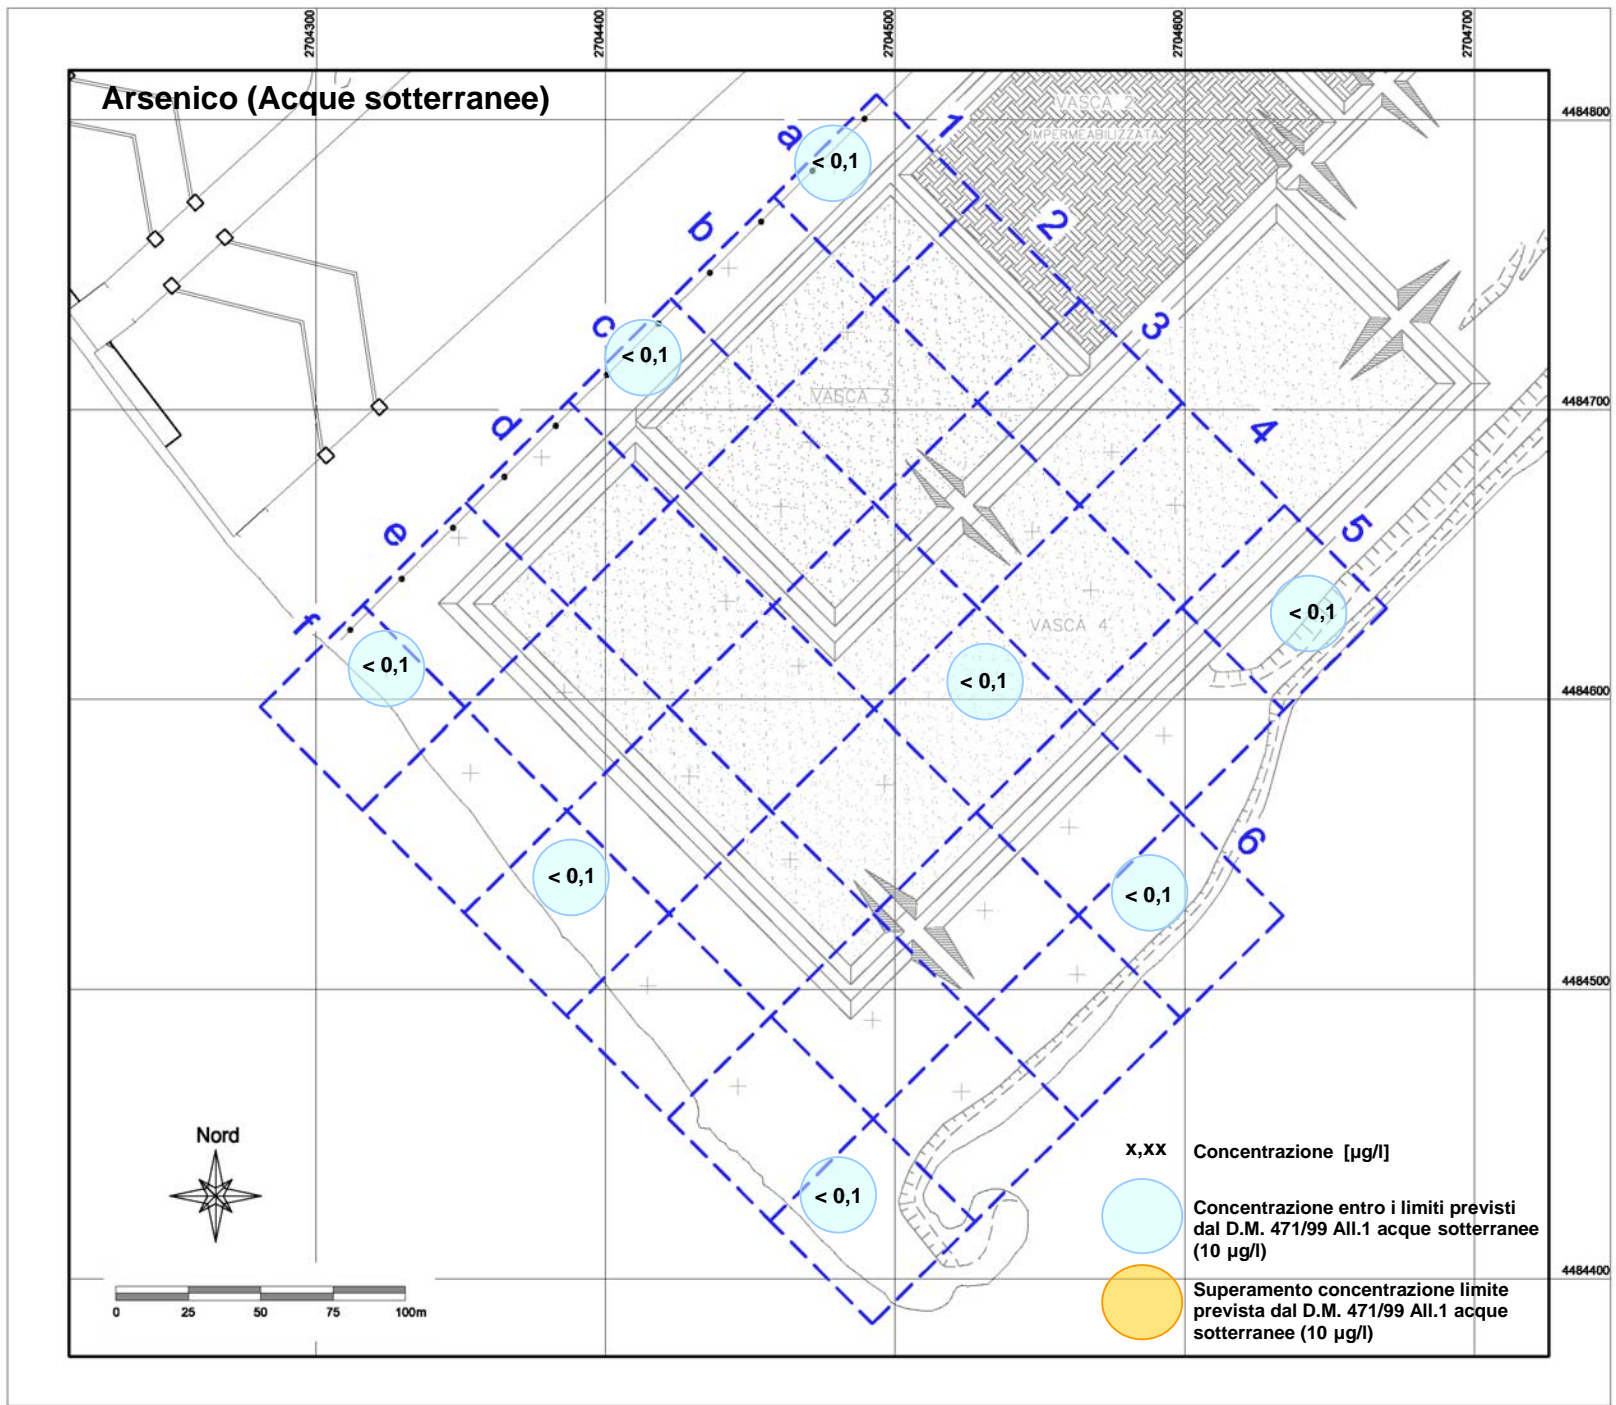 2704300
2704400
2704500
2704600
2704700
Arsenico (Acque sotterranee)
VASCA 2
IMPERMEABILIZZATA
4484800
a
1
< 0,1
b
2
c
3
< 0,1
VASCA 3
4484700
d
4
e
5
f
< 0,1
VASCA 4
< 0,1
< 0,1
4484600
6
< 0,1
< 0,1
4484500
Nord
x,xx Concentrazione [µg/l]
< 0,1
Concentrazione entro i limiti previsti
dal D.M. 471/99 All.1 acque sotterranee
(10 µg/l)
4484400
Superamento concentrazione limite
prevista dal D.M. 471/99 All.1 acque
sotterranee (10 µg/l)
0 25 50 75 100m